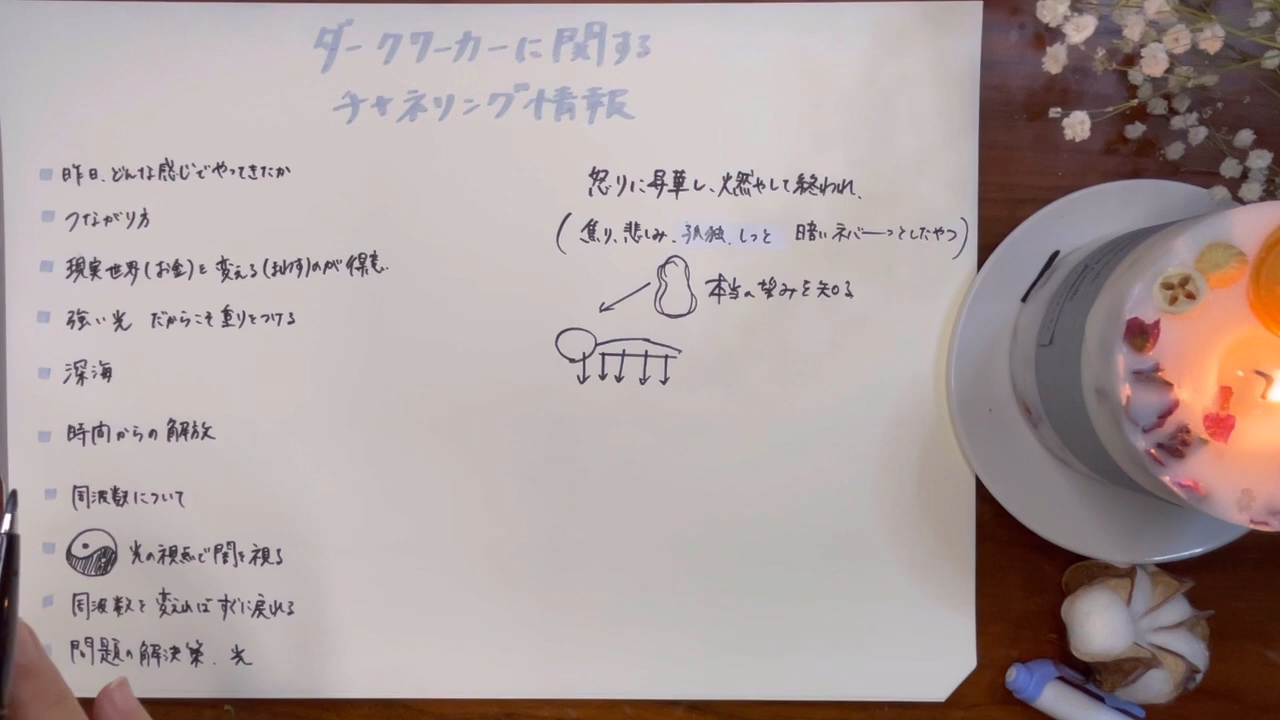 ダークワーカーに関する
チャネリング情報
昨日、どんな感じでやってきたか
つながり方
現実世界(お金)を変える(おとす)のが得意.
強い光 だからこそ重りをつける
深海
時間からの解放
周波数について
光の視点で闇を視る
周波数を変えればすぐに戻れる
問題の解決策、光
怒りに昇華し、燃やして終われ、
(焦り、悲しみ、孤独、しっと 暗いネバーっとしたやつ)
本当の望みを知る